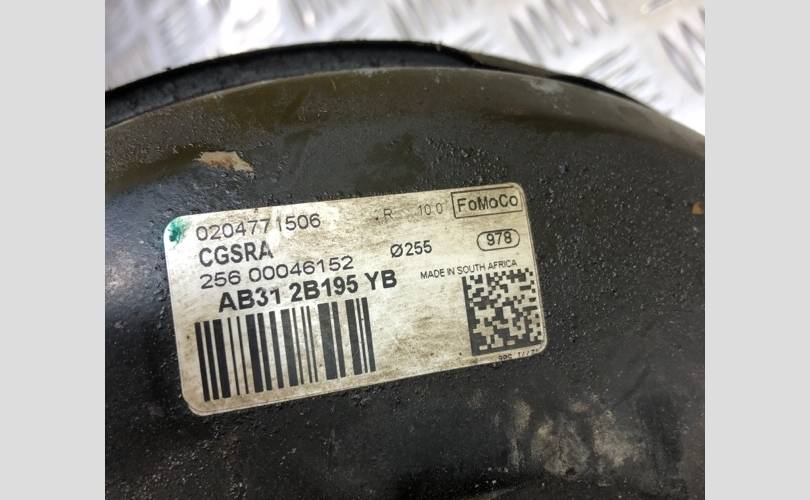 0204771506 R 10.0 FoMoCo
CGSRA Ø255 978
256 00046152 MADE IN SOUTH AFRICA
AB31 2B195 YB